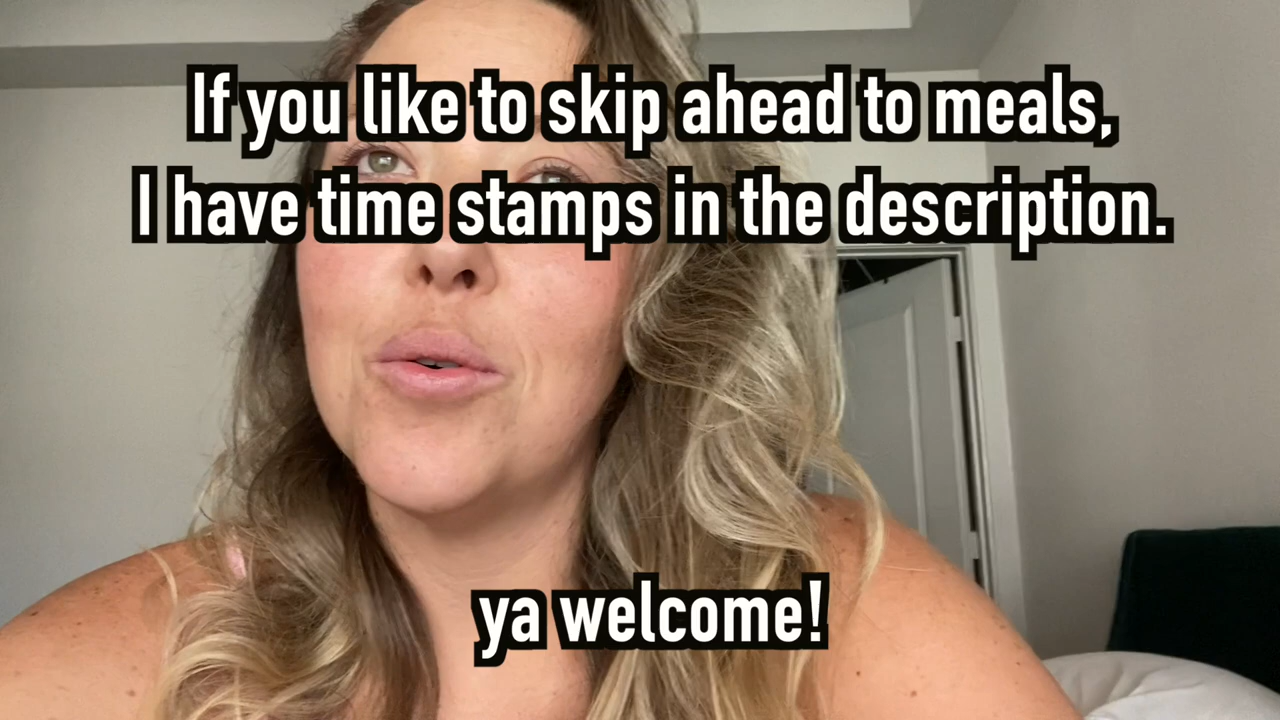 If you like to skip ahead to meals,
I have time stamps in the description.
ya welcome!